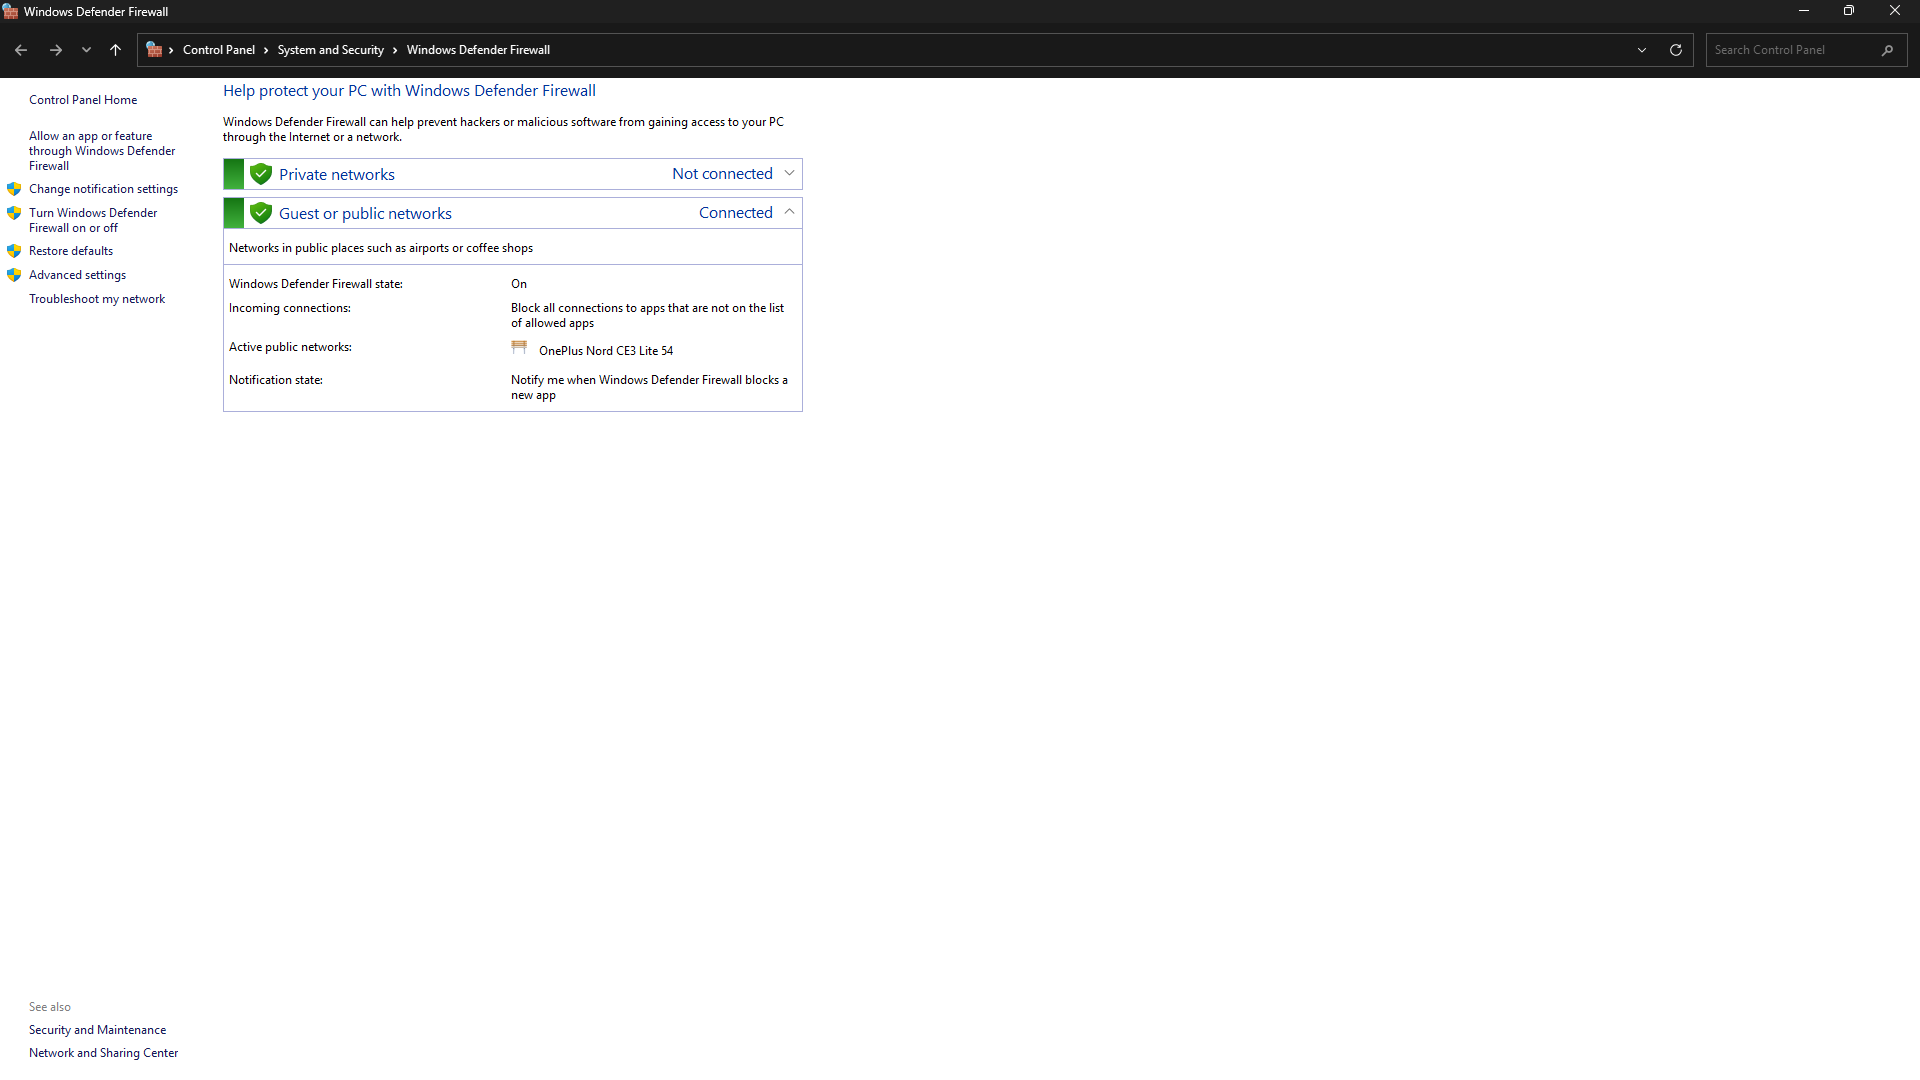 Windows Defender Firewall
Control Panel
System and Security
Windows Defender Firewall
Search Control Panel
Control Panel Home
Allow an app or feature
through Windows Defender
Firewall
Change notification settings
Turn Windows Defender
Firewall on or off
Restore defaults
Advanced settings
Troubleshoot my network
Help protect your PC with Windows Defender Firewall
Windows Defender Firewall can help prevent hackers or malicious software from gaining access to your PC
through the Internet or a network.
Private networks
Not connected
Guest or public networks
Connected
Networks in public places such as airports or coffee shops
Windows Defender Firewall state:
On
Incoming connections:
Block all connections to apps that are not on the list
of allowed apps
Active public networks:
OnePlus Nord CE3 Lite 54
Notification state:
Notify me when Windows Defender Firewall blocks a
new app
See also
Security and Maintenance
Network and Sharing Center